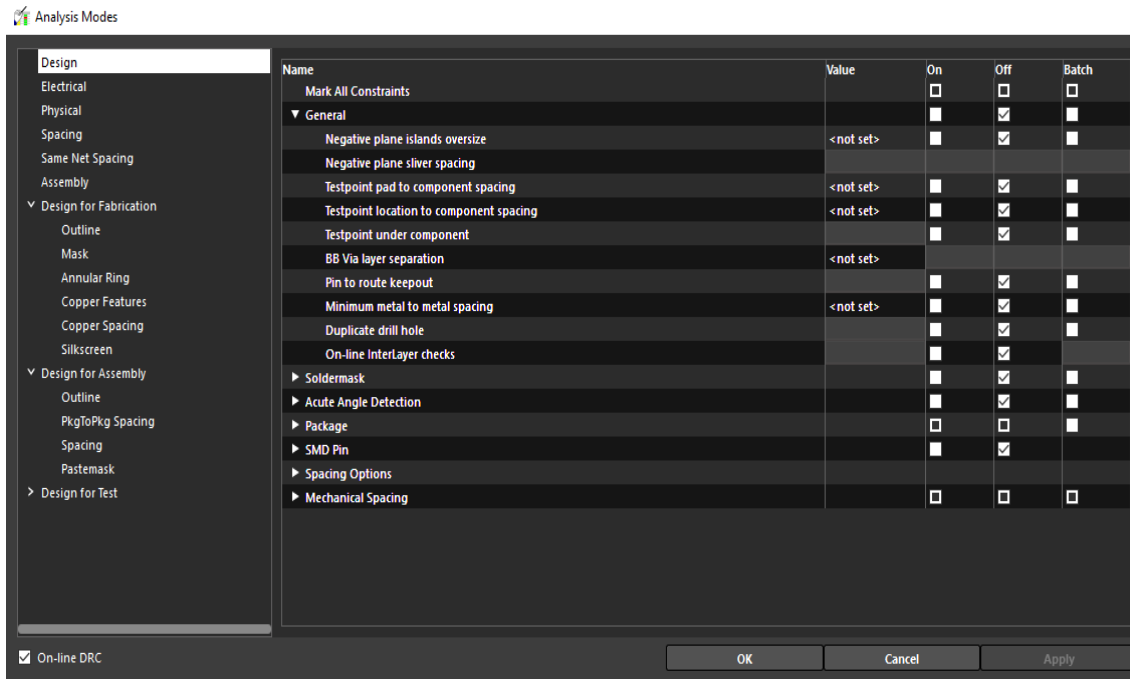 Analysis Modes
Design
Electrical
Physical
Spacing
Same Net Spacing
Assembly
Design for Fabrication
Outline
Mask
Annular Ring
Copper Features
Copper Spacing
Silkscreen
Design for Assembly
Outline
PkgToPkg Spacing
Spacing
Pastemask
Design for Test
Name Value On Off Batch
Mark All Constraints
General
Negative plane islands oversize <not set>
Negative plane sliver spacing
Testpoint pad to component spacing <not set>
Testpoint location to component spacing <not set>
Testpoint under component
BB Via layer separation <not set>
Pin to route keepout
Minimum metal to metal spacing <not set>
Duplicate drill hole
On-line InterLayer checks
Soldermask
Acute Angle Detection
Package
SMD Pin
Spacing Options
Mechanical Spacing
On-line DRC
OK Cancel Apply